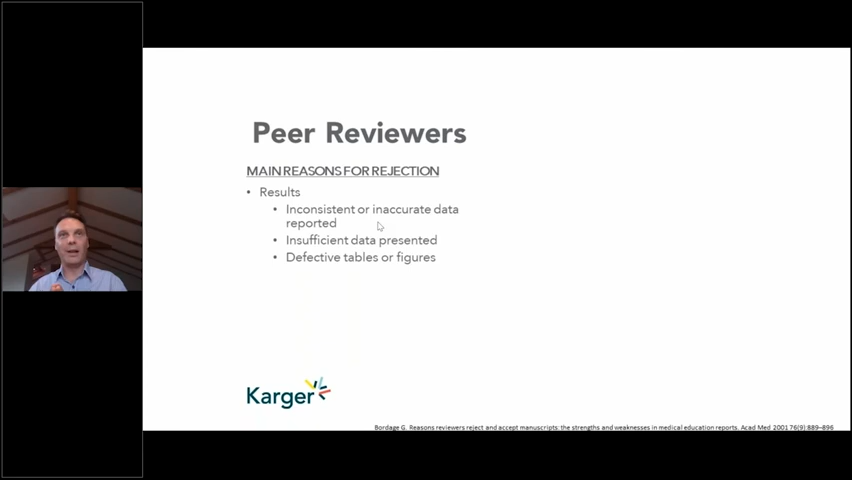 Peer Reviewers
MAIN REASONS FOR REJECTION
• Results
• Inconsistent or inaccurate data
reported
• Insufficient data presented
• Defective tables or figures
Karger
Bordage G. Reasons reviewers reject and accept manuscripts: the strengths and weaknesses in medical education reports. Acad Med 2001 76(9):889–896